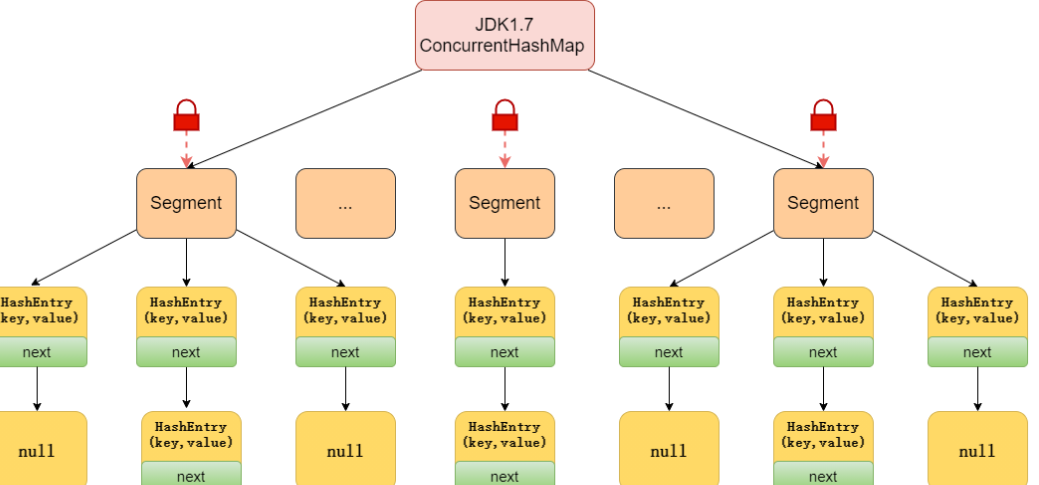 JDK1.7
ConcurrentHashMap
Segment
...
Segment
...
Segment
HashEntry
key,value)
next
HashEntry
(key,value)
next
HashEntry
(key,value)
next
HashEntry
(key,value)
next
HashEntry
(key,value)
next
HashEntry
(key,value)
next
HashEntry
(key,value)
next
null
HashEntry
(key,value)
next
null
HashEntry
(key,value)
next
null
HashEntry
(key,value)
next
null